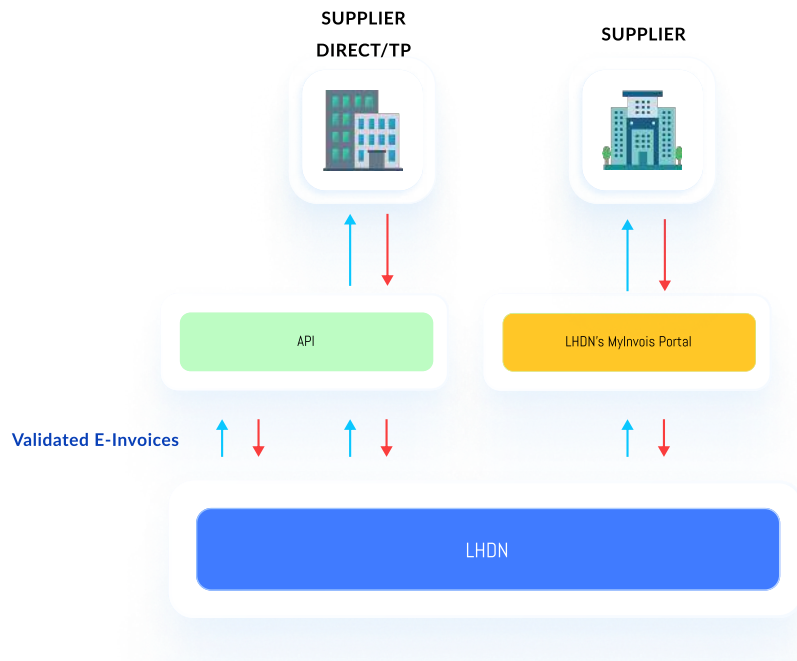 SUPPLIER
DIRECT/TP
SUPPLIER
API
LHDN's MyInvois Portal
Validated E-Invoices
LHDN